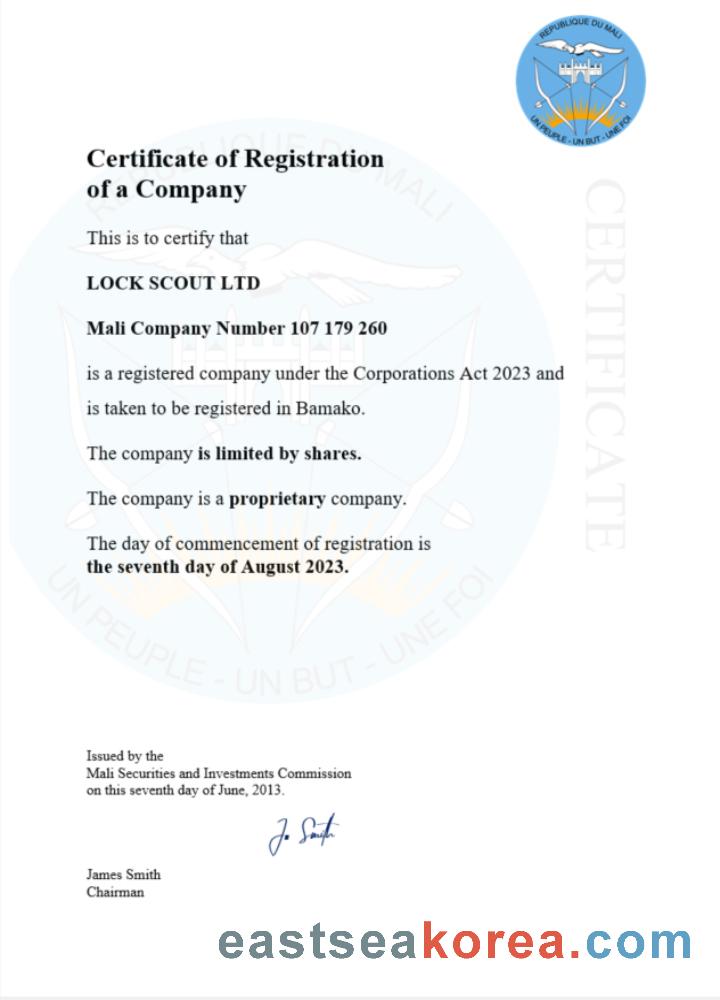 REPUBLIQUE DU MALI
UN PEUPLE - UN BUT - UNE FOI
Certificate of Registration
of a Company
This is to certify that
LOCK SCOUT LTD
Mali Company Number 107 179 260
is a registered company under the Corporations Act 2023 and
is taken to be registered in Bamako.
The company is limited by shares.
The company is a proprietary company.
The day of commencement of registration is
the seventh day of August 2023.
CERTIFICATE
REPUBLIQUE DU MALI
UN PEUPLE - UN BUT - UNE FOI
Issued by the
Mali Securities and Investments Commission
on this seventh day of June, 2013.
J. Smith
James Smith
Chairman
eastseakorea.com